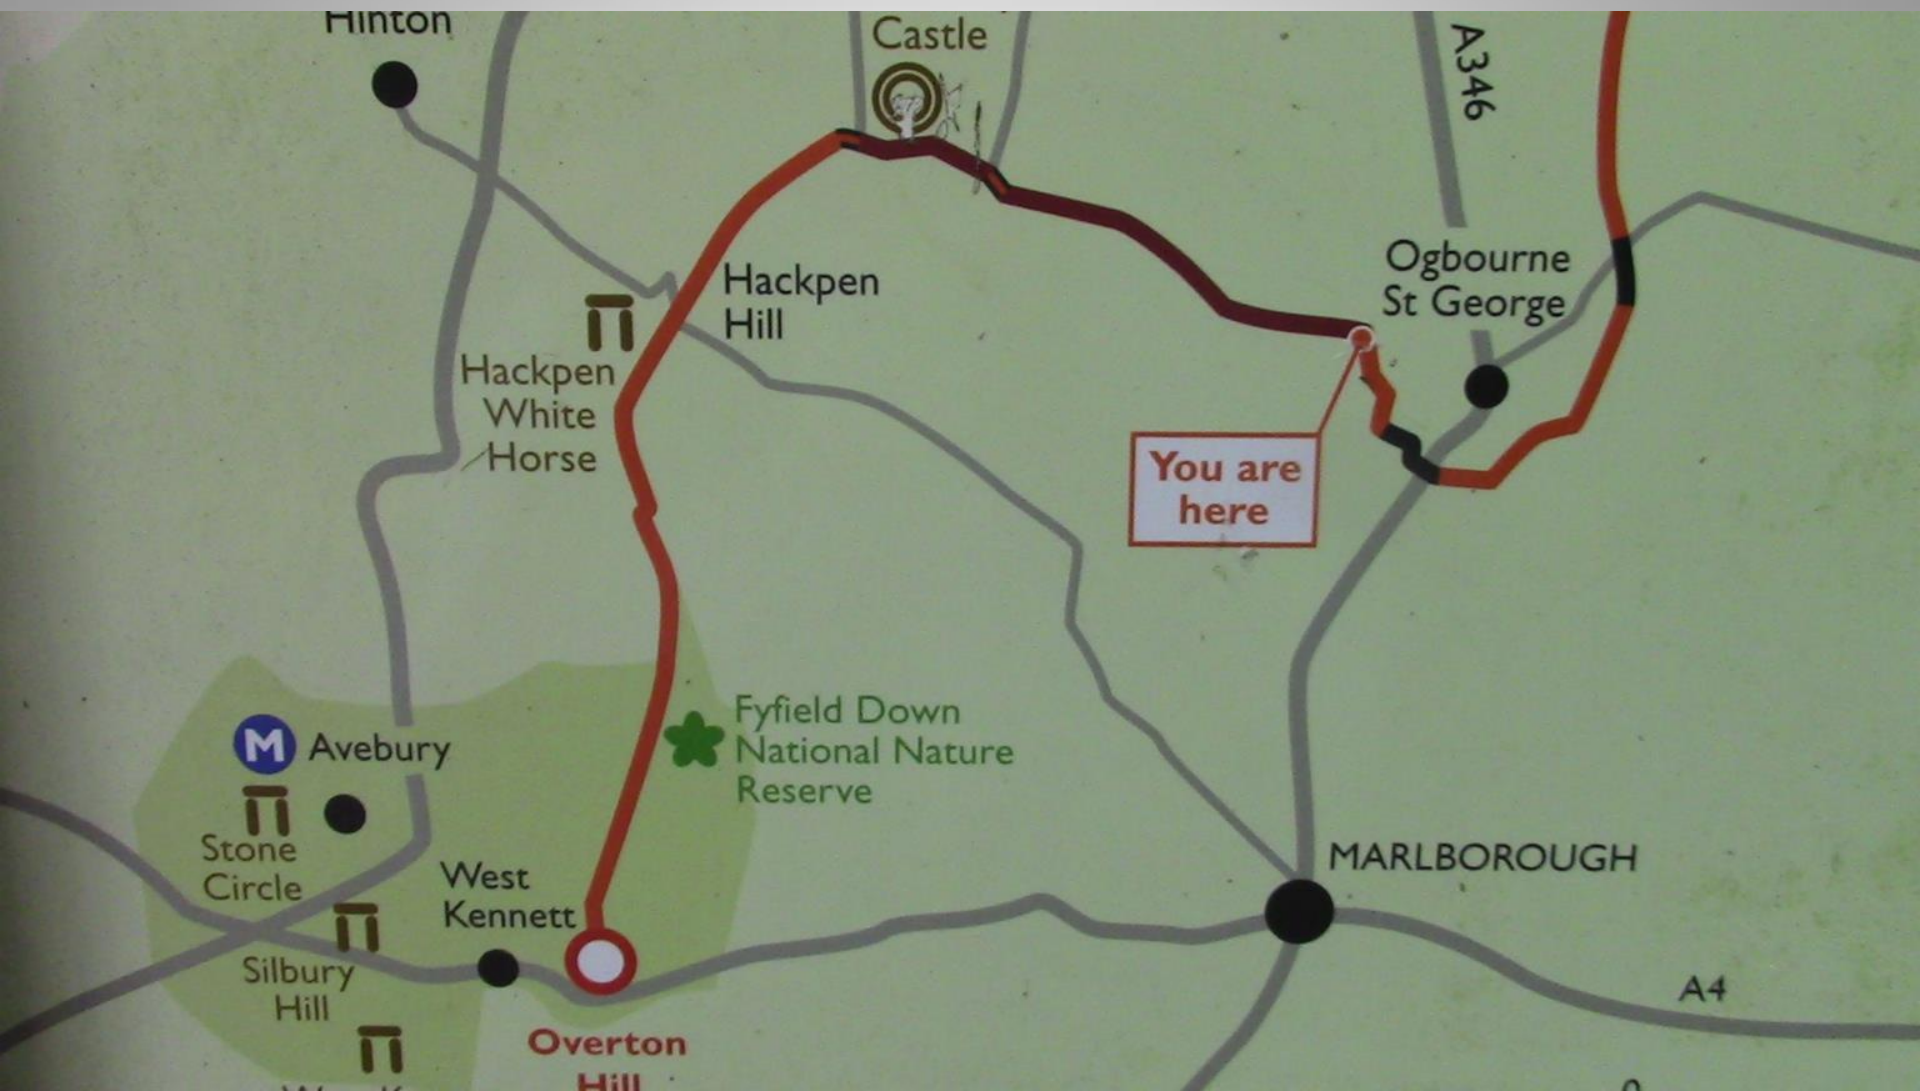 Hinton
Castle
A346
Ogbourne
St George
Hackpen
Hill
Hackpen
White
Horse
You are
here
Fyfield Down
National Nature
Reserve
M
Avebury
Stone
Circle
West
Kennett
MARLBOROUGH
Silbury
Hill
A4
Overton
Hill